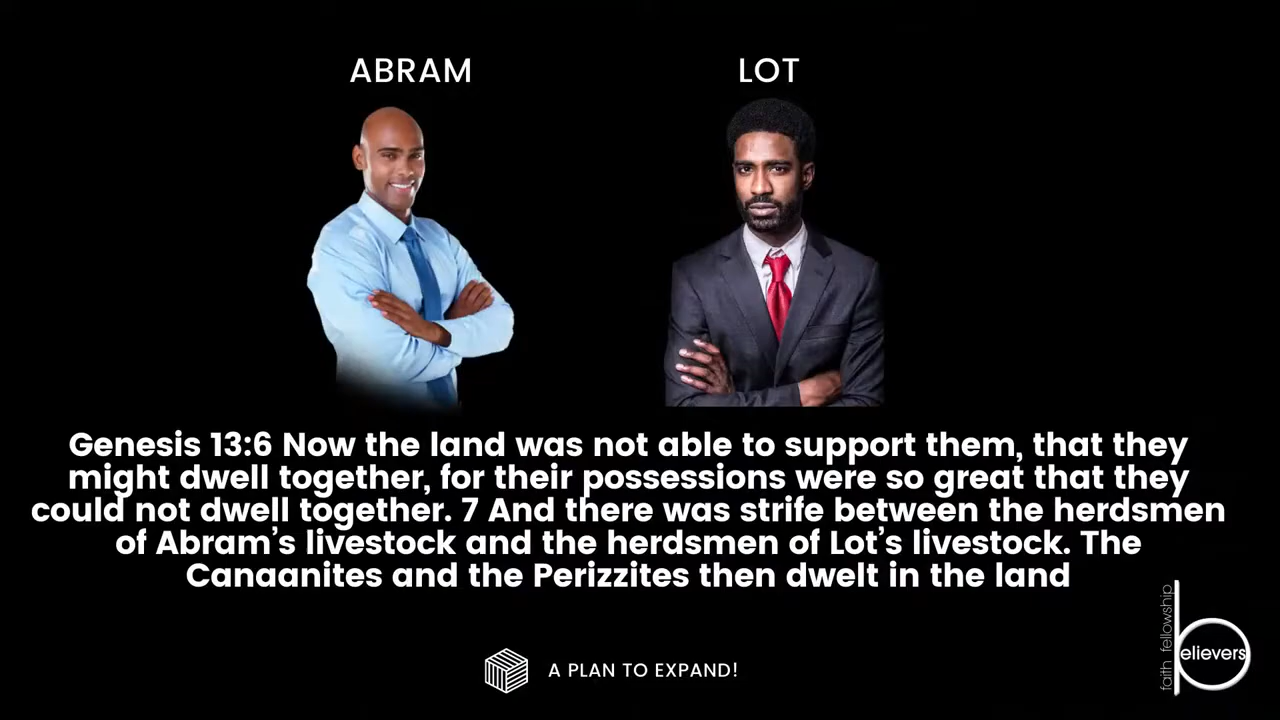 ABRAM
LOT
Genesis 13:6 Now the land was not able to support them, that they
might dwell together, for their possessions were so great that they
could not dwell together. 7 And there was strife between the herdsmen
of Abram’s livestock and the herdsmen of Lot’s livestock. The
Canaanites and the Perizzites then dwelt in the land
A PLAN TO EXPAND!
faith fellowship
believers